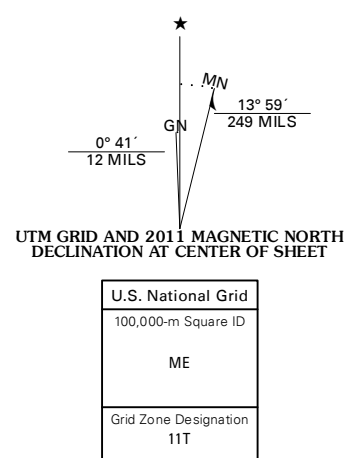 ★
MN
GN
13° 59´
249 MILS
0° 41´
12 MILS
UTM GRID AND 2011 MAGNETIC NORTH
DECLINATION AT CENTER OF SHEET
U.S. National Grid
100,000-m Square ID
ME
Grid Zone Designation
11T